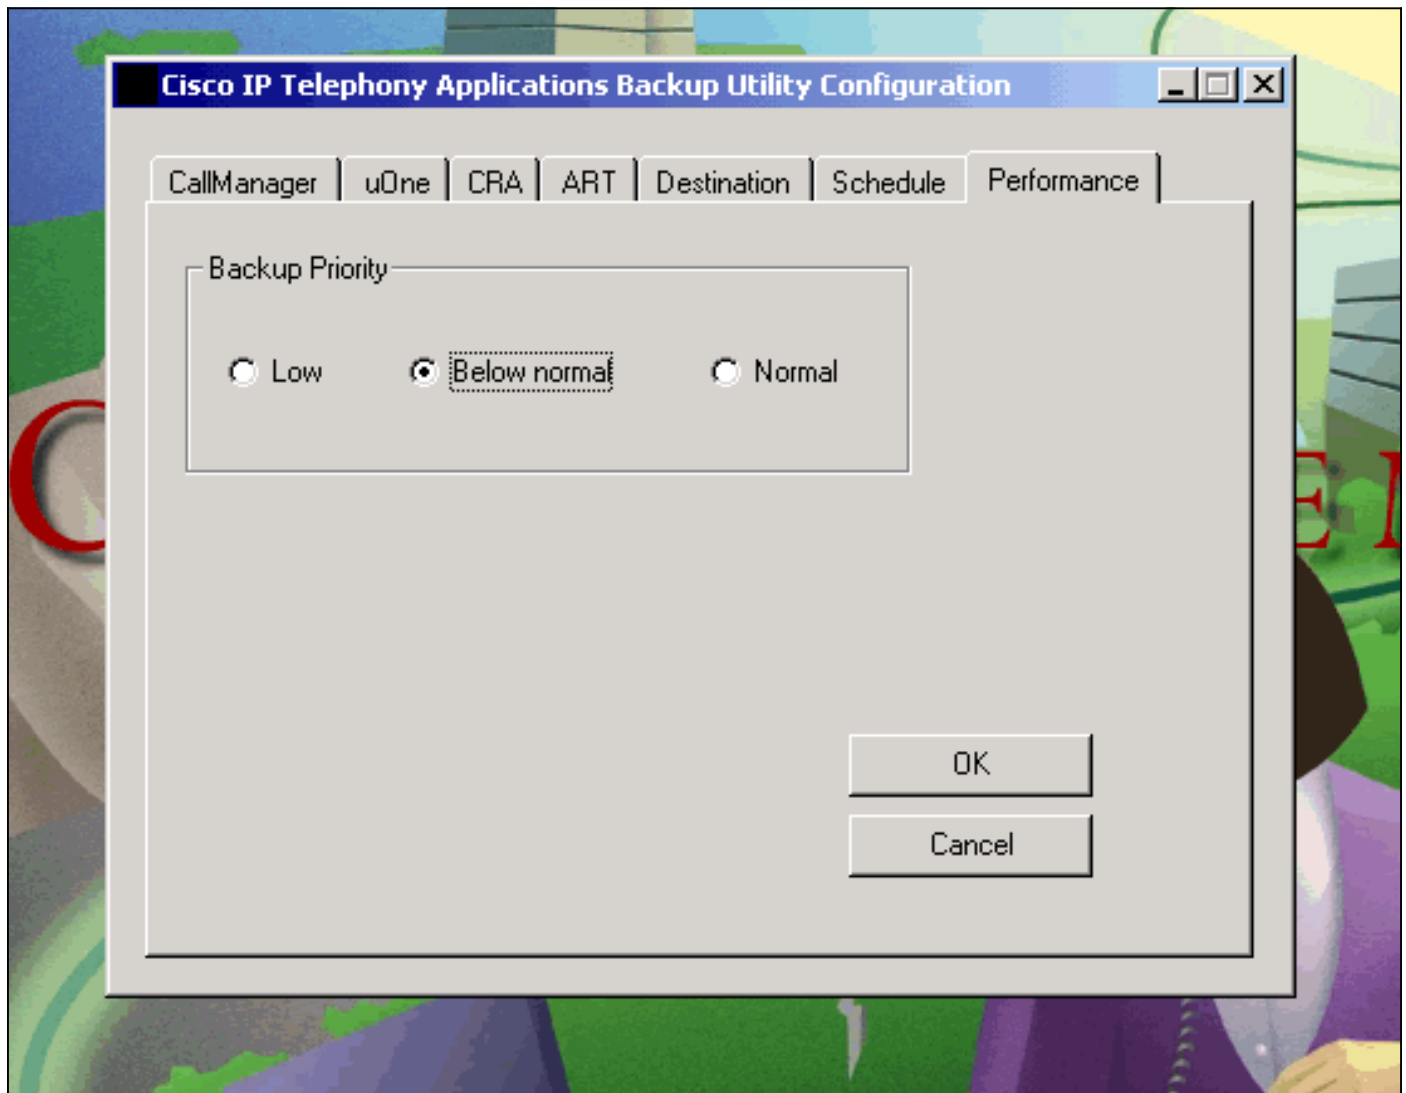 Cisco IP Telephony Applications Backup Utility Configuration
CallManager uOne CRA ART Destination Schedule Performance
Backup Priority
Low Below normal Normal
C E
OK
Cancel